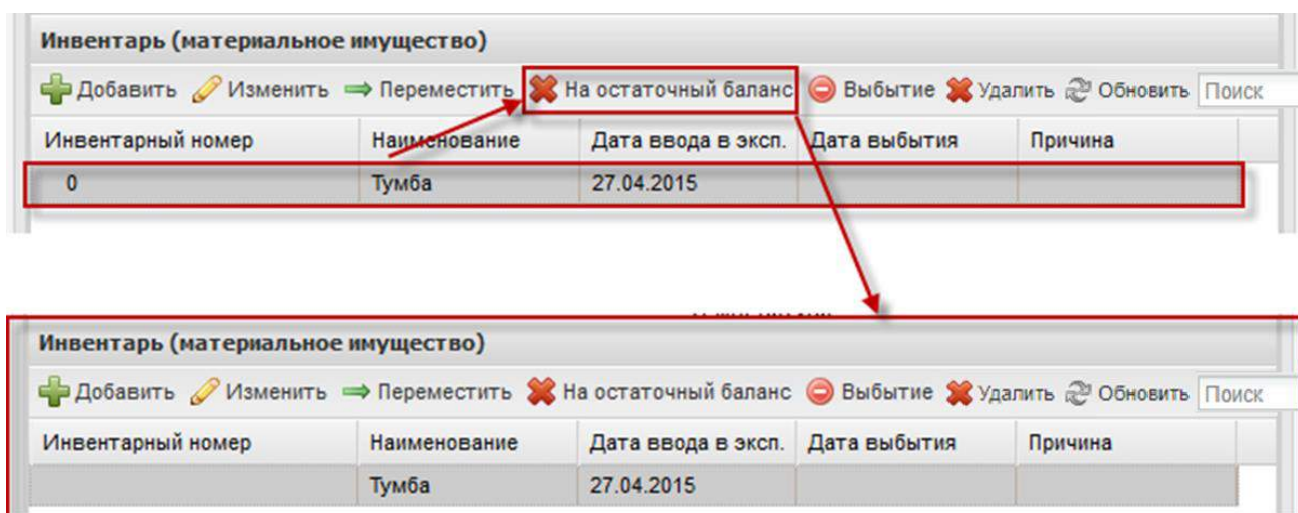 Инвентарь (материальное имущество)
Добавить Изменить Переместить На остаточный баланс Выбытие Удалить Обновить Поиск
Инвентарный номер Наименование Дата ввода в эксп. Дата выбытия Причина
0 Тумба 27.04.2015
Инвентарь (материальное имущество)
Добавить Изменить Переместить На остаточный баланс Выбытие Удалить Обновить Поиск
Инвентарный номер Наименование Дата ввода в эксп. Дата выбытия Причина
Тумба 27.04.2015